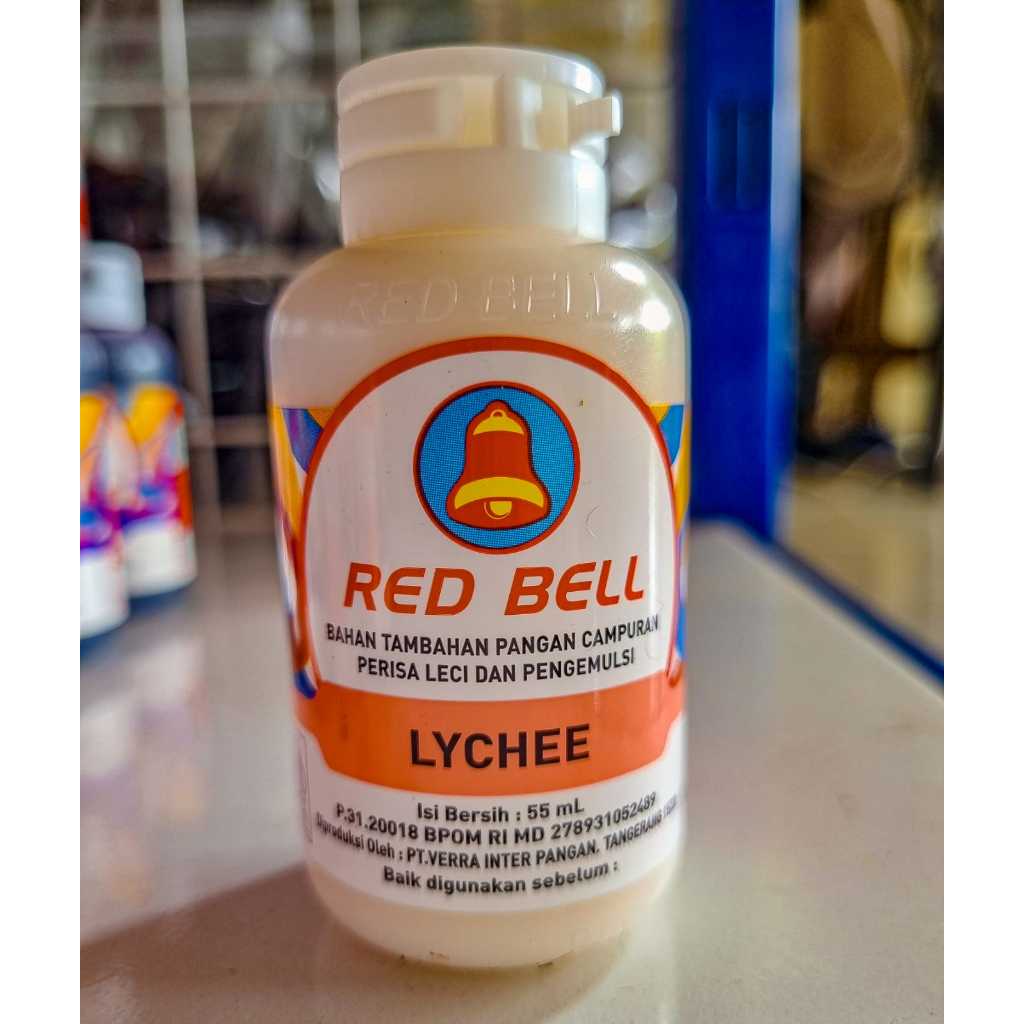 RED BELL
RED BELL
BAHAN TAMBAHAN PANGAN CAMPURAN
PERISA LECI DAN PENGEMULSI
LYCHEE
Isi Bersih : 55 mL
P.31.20018 BPOM RI MD 278931052489
Diproduksi Oleh : PT.VERRA INTER PANGAN, TANGERANG
Baik digunakan sebelum :